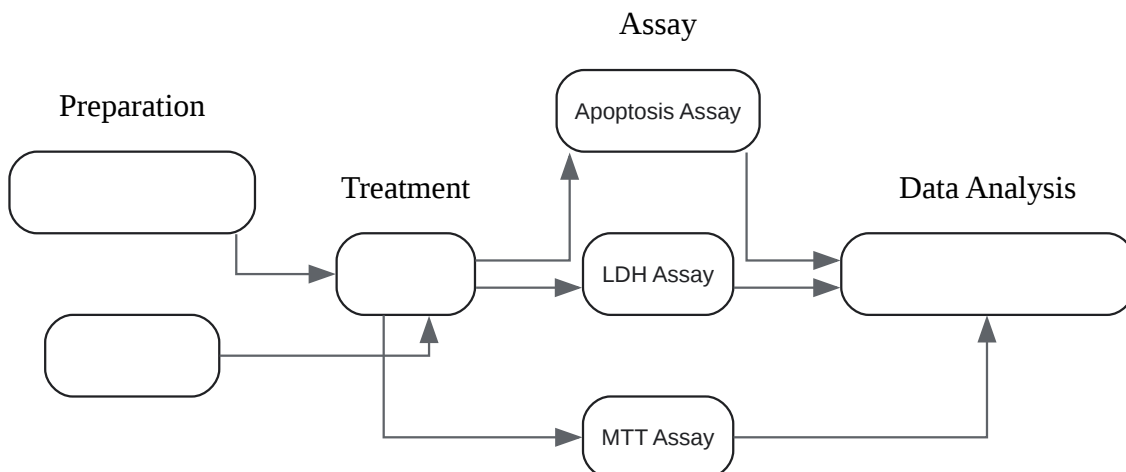 Assay
Preparation
Apoptosis Assay
Treatment
Data Analysis
LDH Assay
MTT Assay